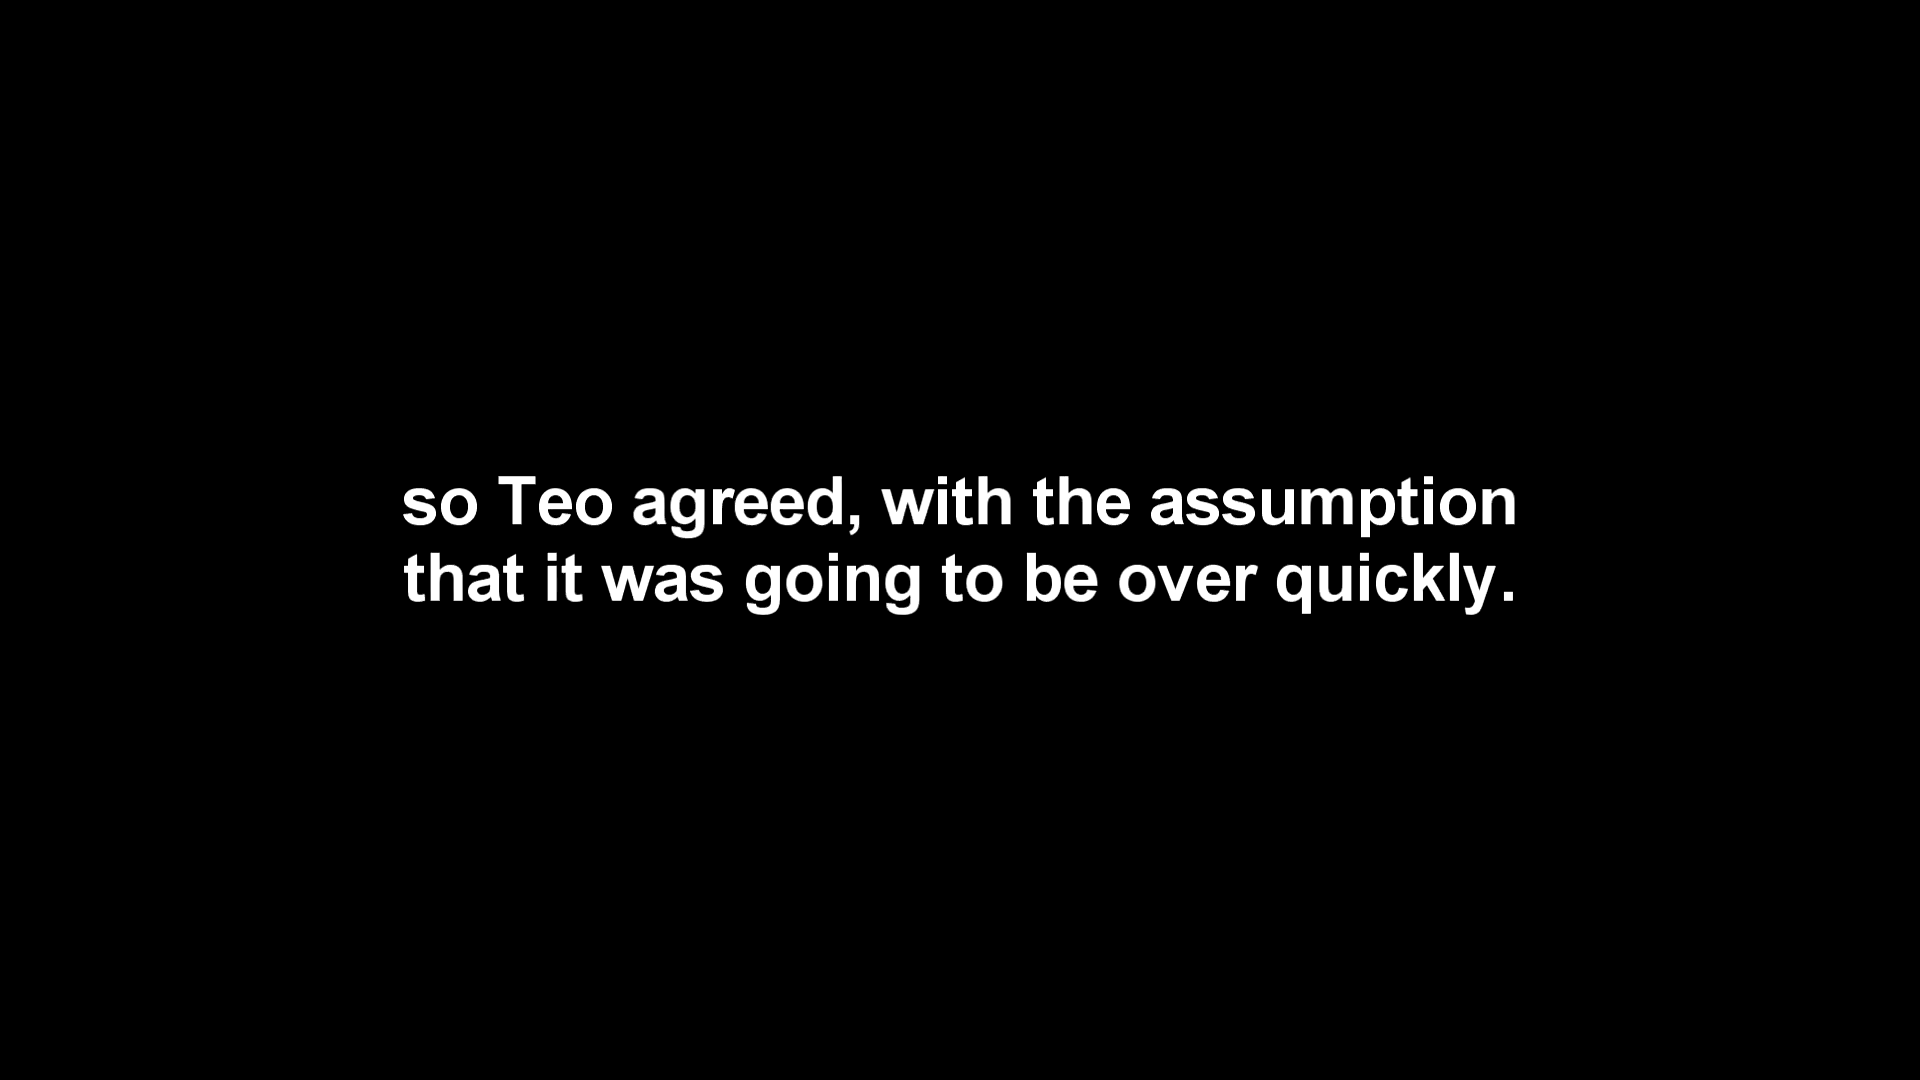 so Teo agreed, with the assumption
that it was going to be over quickly.